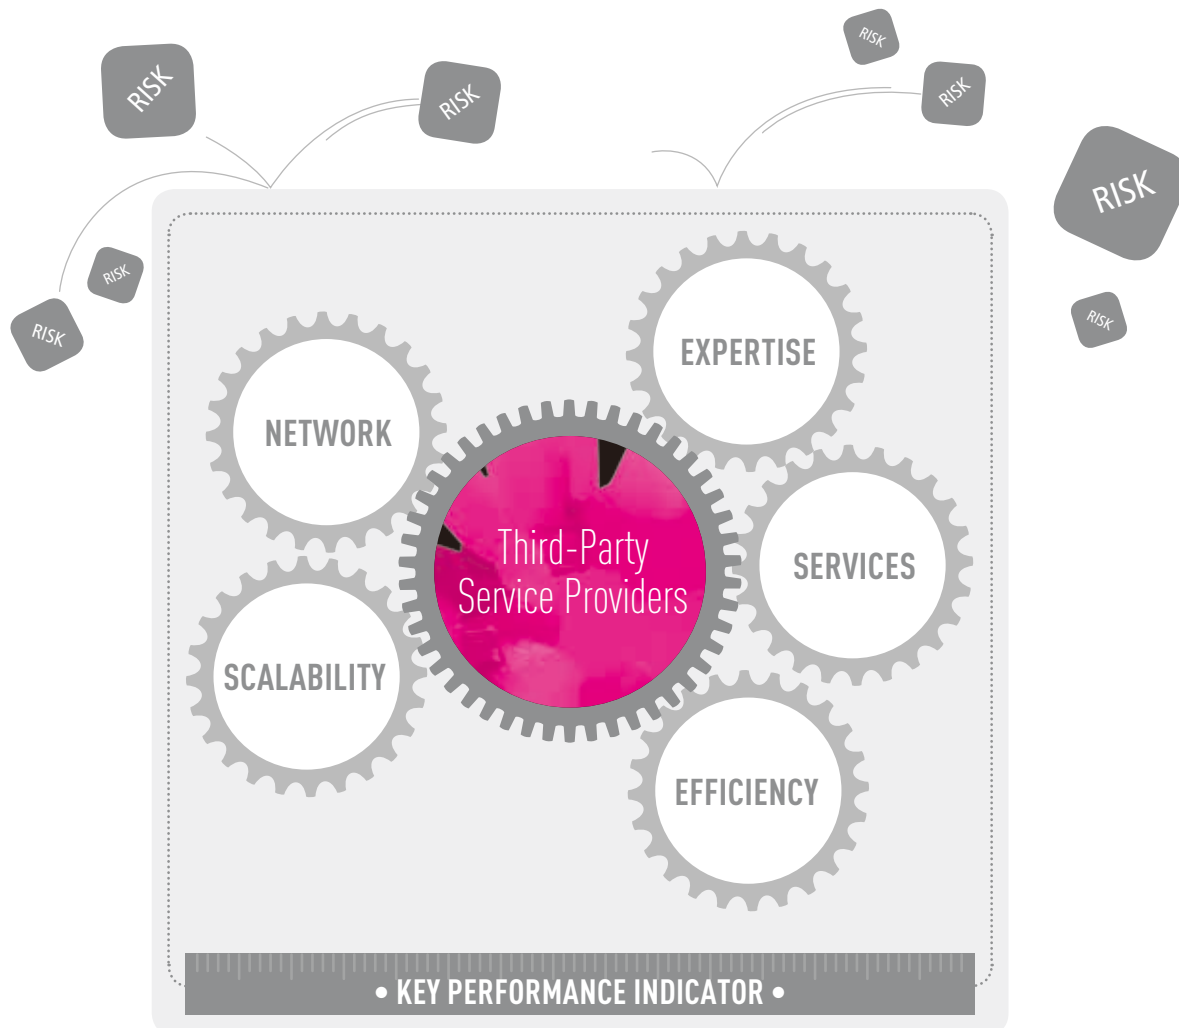 RISK
RISK
RISK
RISK
RISK
RISK
RISK
RISK
EXPERTISE
NETWORK
Third-Party
Service Providers
SERVICES
SCALABILITY
EFFICIENCY
• KEY PERFORMANCE INDICATOR •